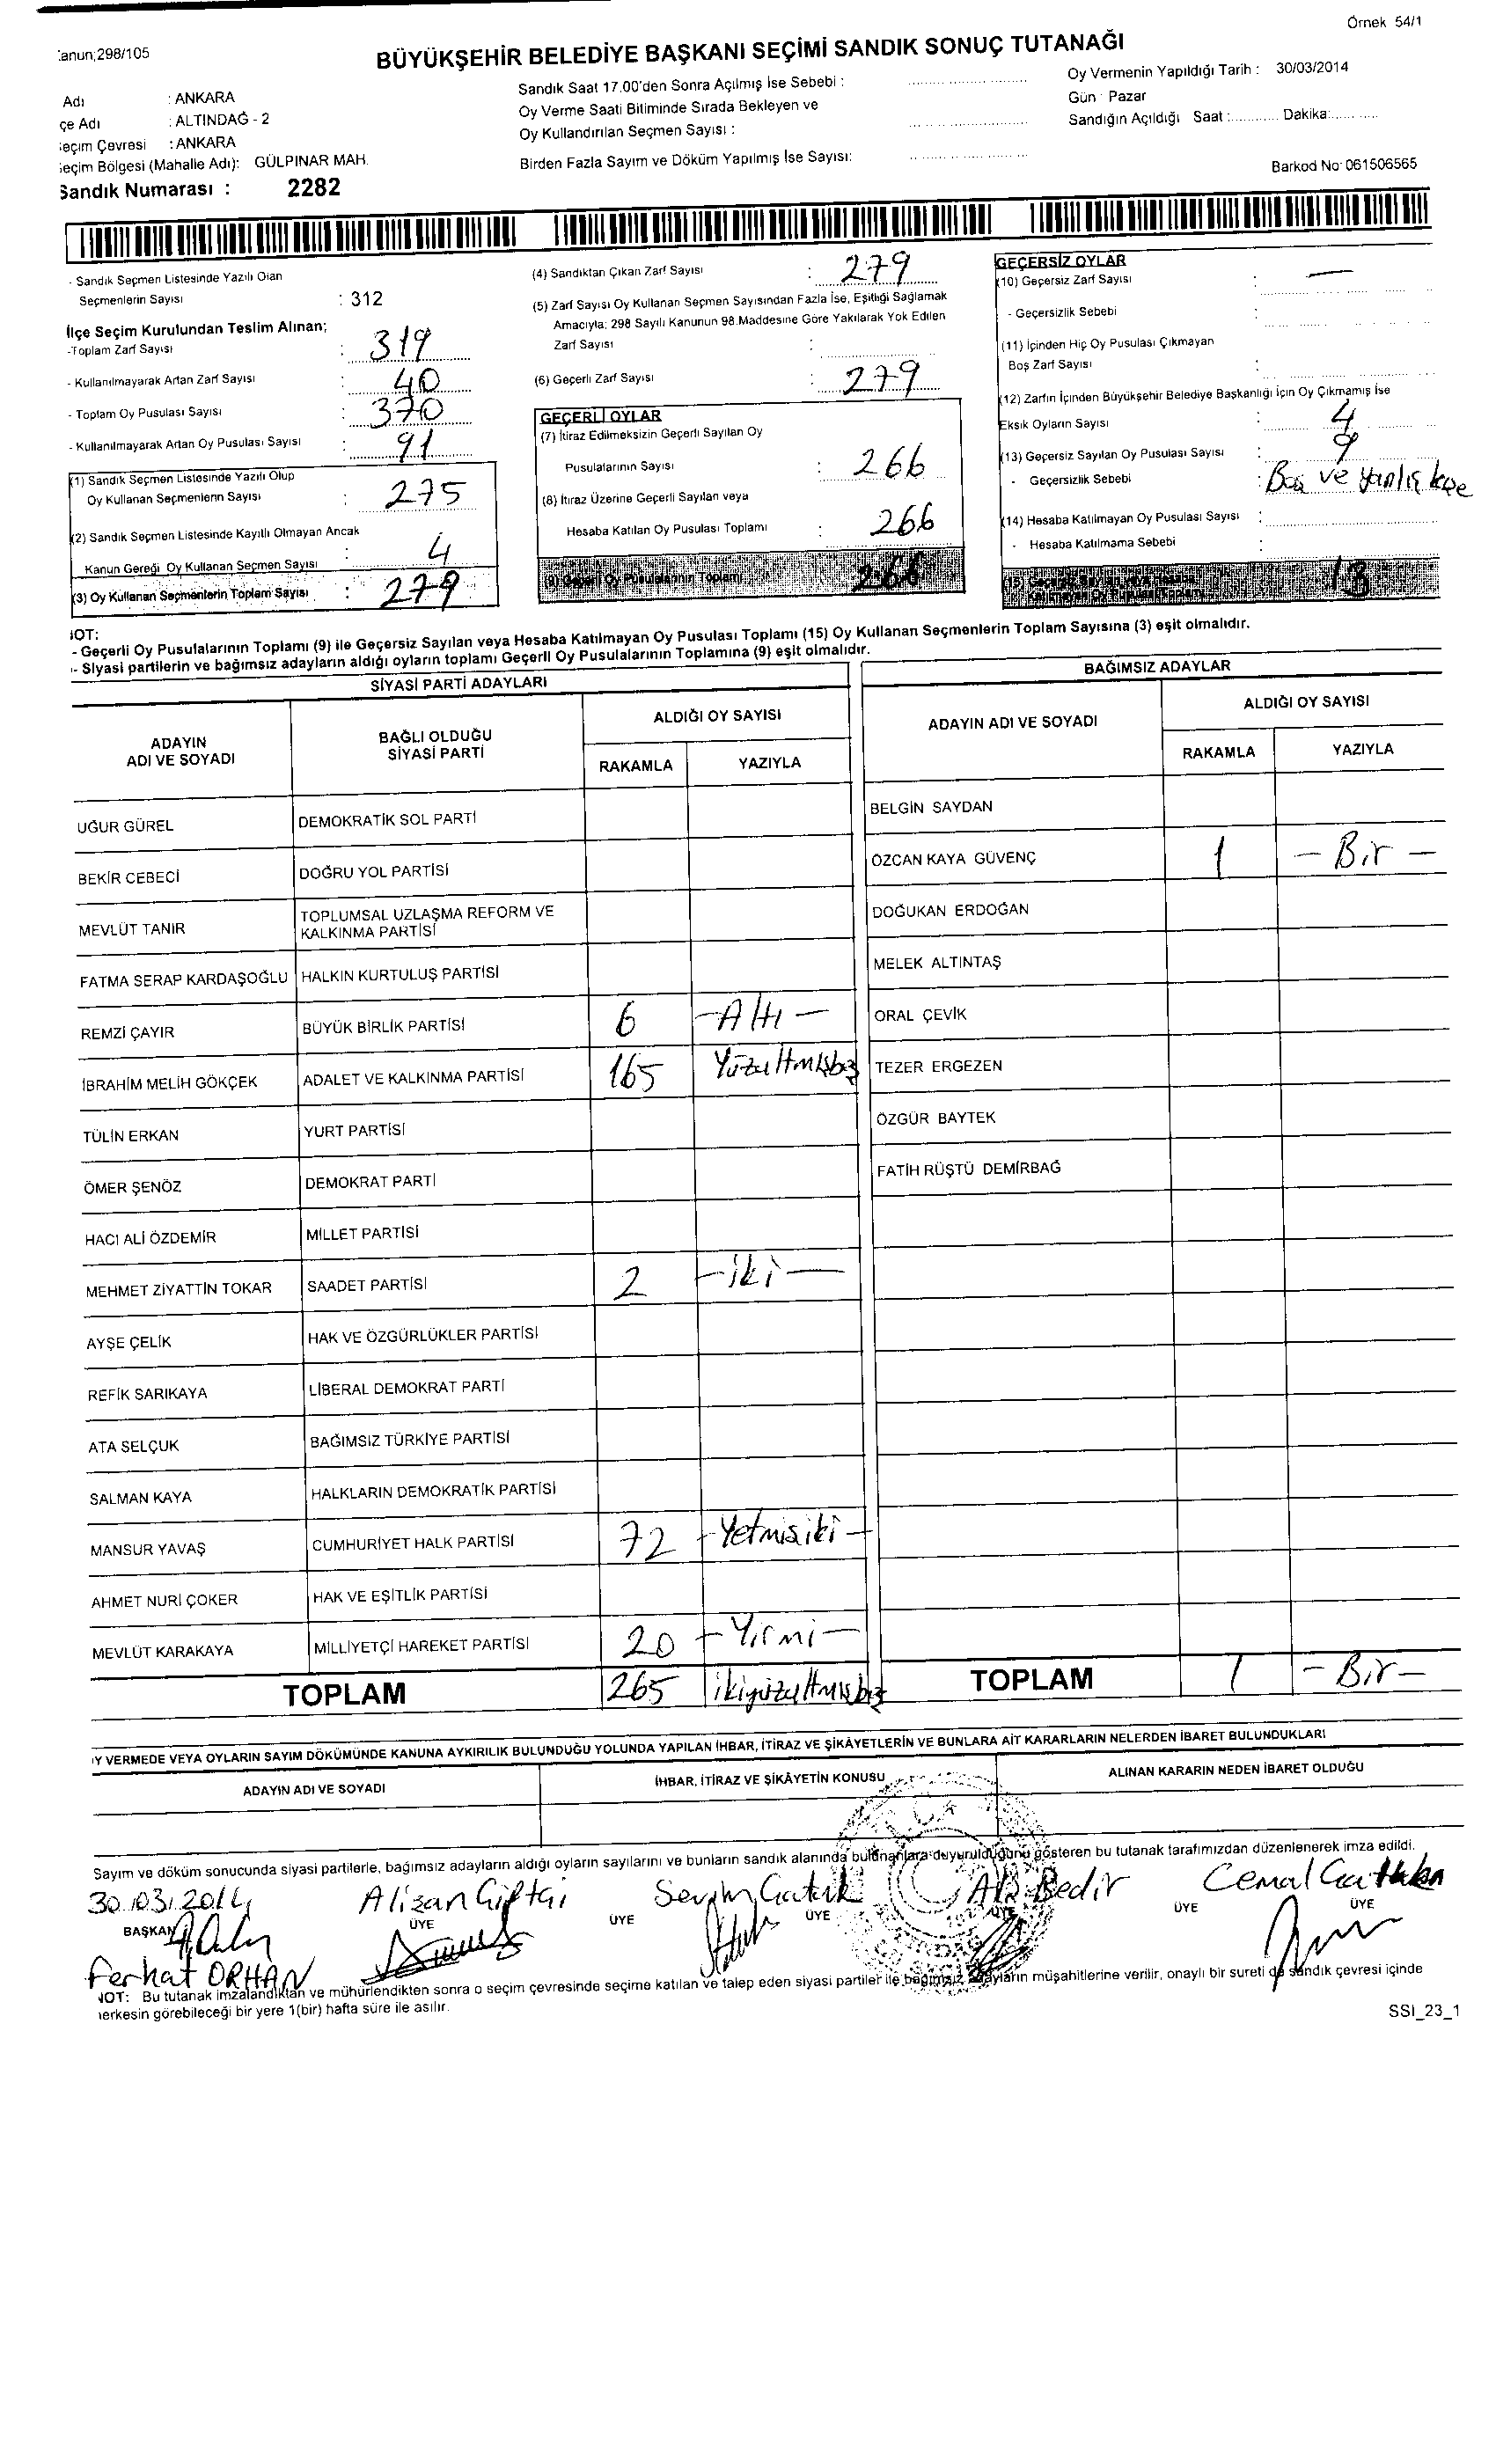 Örnek 54/1
anun;298/105
BÜYÜKŞEHİR BELEDİYE BAŞKANI SEÇİMİ SANDIK SONUÇ TUTANAĞI
Adı : ANKARA
çe Adı : ALTINDAĞ - 2
eçim Çevresi : ANKARA
eçim Bölgesi (Mahalle Adı): GÜLPINAR MAH.
Sandık Numarası : 2282
Sandık Saat 17.00'den Sonra Açılmış İse Sebebi :
Oy Verme Saati Bitiminde Sırada Bekleyen ve
Oy Kullandırılan Seçmen Sayısı :
Birden Fazla Sayım ve Döküm Yapılmış İse Sayısı:
Oy Vermenin Yapıldığı Tarih : 30/03/2014
Gün : Pazar
Sandığın Açıldığı Saat :............ Dakika:............
Barkod No: 061506565
- Sandık Seçmen Listesinde Yazılı Olan
Seçmenlerin Sayısı : 312
İlçe Seçim Kurulundan Teslim Alınan;
-Toplam Zarf Sayısı : 319
- Kullanılmayarak Artan Zarf Sayısı : 40
- Toplam Oy Pusulası Sayısı : 370
- Kullanılmayarak Artan Oy Pusulası Sayısı : 91
(1) Sandık Seçmen Listesinde Yazılı Olup
Oy Kullanan Seçmenlerin Sayısı : 275
(2) Sandık Seçmen Listesinde Kayıtlı Olmayan Ancak
Kanun Gereği Oy Kullanan Seçmen Sayısı : 4
(3) Oy Kullanan Seçmenlerin Toplam Sayısı : 279
(4) Sandıktan Çıkan Zarf Sayısı : 279
(5) Zarf Sayısı Oy Kullanan Seçmen Sayısından Fazla İse, Eşitliği Sağlamak
Amacıyla; 298 Sayılı Kanunun 98.Maddesine Göre Yakılarak Yok Edilen
Zarf Sayısı :
(6) Geçerli Zarf Sayısı : 279
GEÇERLİ OYLAR
(7) İtiraz Edilmeksizin Geçerli Sayılan Oy
Pusulalarının Sayısı : 266
(8) İtiraz Üzerine Geçerli Sayılan veya
Hesaba Katılan Oy Pusulası Toplamı : 266
(9) Geçerli Oy Pusulalarının Toplamı 266
GEÇERSİZ OYLAR
(10) Geçersiz Zarf Sayısı : —
- Geçersizlik Sebebi :
(11) İçinden Hiç Oy Pusulası Çıkmayan
Boş Zarf Sayısı :
(12) Zarfın İçinden Büyükşehir Belediye Başkanlığı İçin Oy Çıkmamış İse
Eksik Oyların Sayısı : 4
(13) Geçersiz Sayılan Oy Pusulası Sayısı : 9
- Geçersizlik Sebebi : Boş ve yanlış kaşe
(14) Hesaba Katılmayan Oy Pusulası Sayısı :
- Hesaba Katılmama Sebebi :
(15) Geçersiz Sayılan veya Hesaba
Katılmayan Oy Pusulası Toplamı 13
NOT:
- Geçerli Oy Pusulalarının Toplamı (9) ile Geçersiz Sayılan veya Hesaba Katılmayan Oy Pusulası Toplamı (15) Oy Kullanan Seçmenlerin Toplam Sayısına (3) eşit olmalıdır.
- Siyasi partilerin ve bağımsız adayların aldığı oyların toplamı Geçerli Oy Pusulalarının Toplamına (9) eşit olmalıdır.
SİYASİ PARTİ ADAYLARI
ADAYIN
ADI VE SOYADI
BAĞLI OLDUĞU
SİYASİ PARTİ
ALDIĞI OY SAYISI
RAKAMLA YAZIYLA
UĞUR GÜREL DEMOKRATİK SOL PARTİ
BEKİR CEBECİ DOĞRU YOL PARTİSİ
MEVLÜT TANIR TOPLUMSAL UZLAŞMA REFORM VE
KALKINMA PARTİSİ
FATMA SERAP KARDAŞOĞLU HALKIN KURTULUŞ PARTİSİ
REMZİ ÇAYIR BÜYÜK BİRLİK PARTİSİ 6 - Altı -
İBRAHİM MELİH GÖKÇEK ADALET VE KALKINMA PARTİSİ 165 Yüzaltmışbeş
TÜLİN ERKAN YURT PARTİSİ
ÖMER ŞENÖZ DEMOKRAT PARTİ
HACI ALİ ÖZDEMİR MİLLET PARTİSİ
MEHMET ZİYATTİN TOKAR SAADET PARTİSİ 2 - iki -
AYŞE ÇELİK HAK VE ÖZGÜRLÜKLER PARTİSİ
REFİK SARIKAYA LİBERAL DEMOKRAT PARTİ
ATA SELÇUK BAĞIMSIZ TÜRKİYE PARTİSİ
SALMAN KAYA HALKLARIN DEMOKRATİK PARTİSİ
MANSUR YAVAŞ CUMHURİYET HALK PARTİSİ 72 - Yetmişiki -
AHMET NURİ ÇOKER HAK VE EŞİTLİK PARTİSİ
MEVLÜT KARAKAYA MİLLİYETÇİ HAREKET PARTİSİ 20 - Yirmi -
TOPLAM 265 ikiyüzaltmışbeş
BAĞIMSIZ ADAYLAR
ADAYIN ADI VE SOYADI
ALDIĞI OY SAYISI
RAKAMLA YAZIYLA
BELGİN SAYDAN
ÖZCAN KAYA GÜVENÇ 1 - Bir -
DOĞUKAN ERDOĞAN
MELEK ALTINTAŞ
ORAL ÇEVİK
TEZER ERGEZEN
ÖZGÜR BAYTEK
FATİH RÜŞTÜ DEMİRBAĞ
TOPLAM 1 - Bir -
Y VERMEDE VEYA OYLARIN SAYIM DÖKÜMÜNDE KANUNA AYKIRILIK BULUNDUĞU YOLUNDA YAPILAN İHBAR, İTİRAZ VE ŞİKÂYETLERİN VE BUNLARA AİT KARARLARIN NELERDEN İBARET BULUNDUKLARI
ADAYIN ADI VE SOYADI İHBAR, İTİRAZ VE ŞİKÂYETİN KONUSU ALINAN KARARIN NEDEN İBARET OLDUĞU
Sayım ve döküm sonucunda siyasi partilerle, bağımsız adayların aldığı oyların sayılarını ve bunların sandık alanında bulunanlara duyurulduğunu gösteren bu tutanak tarafımızdan düzenlenerek imza edildi.
30.03.2014 Alişan Çiftçi Ali Bedir Cemal
BAŞKAN ÜYE ÜYE ÜYE ÜYE ÜYE
Ferhat ORHAN
NOT: Bu tutanak imzalandıktan ve mühürlendikten sonra o seçim çevresinde seçime katılan ve talep eden siyasi partiler ile bağımsız adayların müşahitlerine verilir, onaylı bir sureti de sandık çevresi içinde
herkesin görebileceği bir yere 1(bir) hafta süre ile asılır.
SSI_23_1